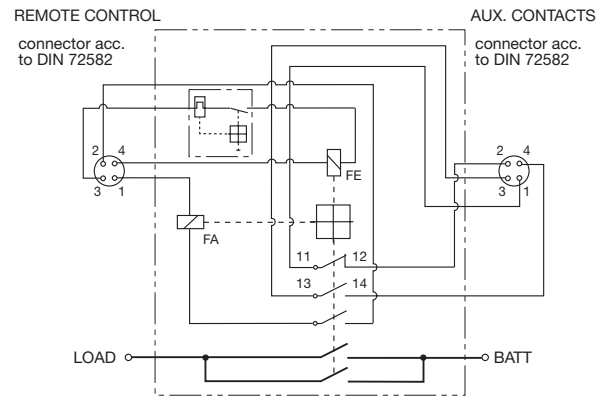 REMOTE CONTROL
AUX. CONTACTS
connector acc.
to DIN 72582
connector acc.
to DIN 72582
2 4
3 1
2 4
3 1
FE
FA
11 12
13 14
LOAD
BATT